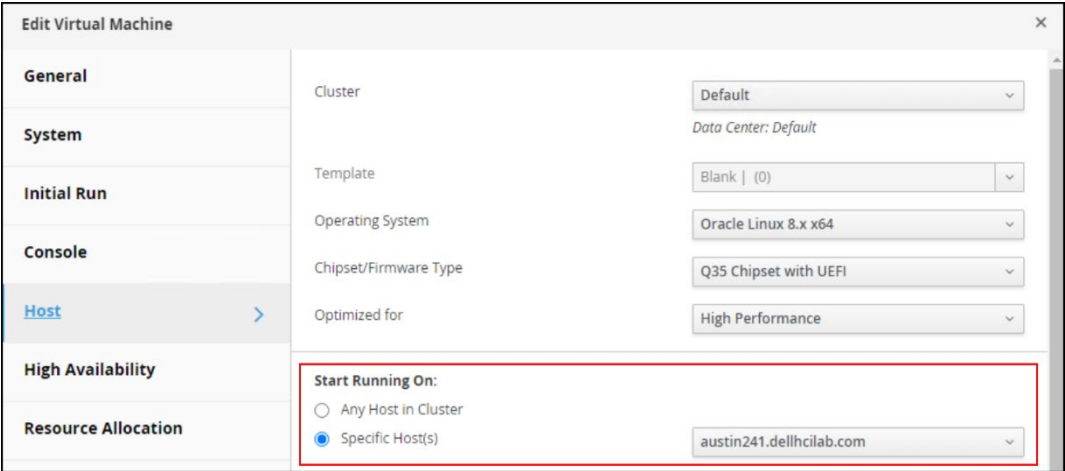 Edit Virtual Machine ×
General
System
Initial Run
Console
Host
High Availability
Resource Allocation
Cluster Default
Data Center: Default
Template Blank | (0)
Operating System Oracle Linux 8.x x64
Chipset/Firmware Type Q35 Chipset with UEFI
Optimized for High Performance
Start Running On:
Any Host in Cluster
Specific Host(s) austin241.dellhcilab.com